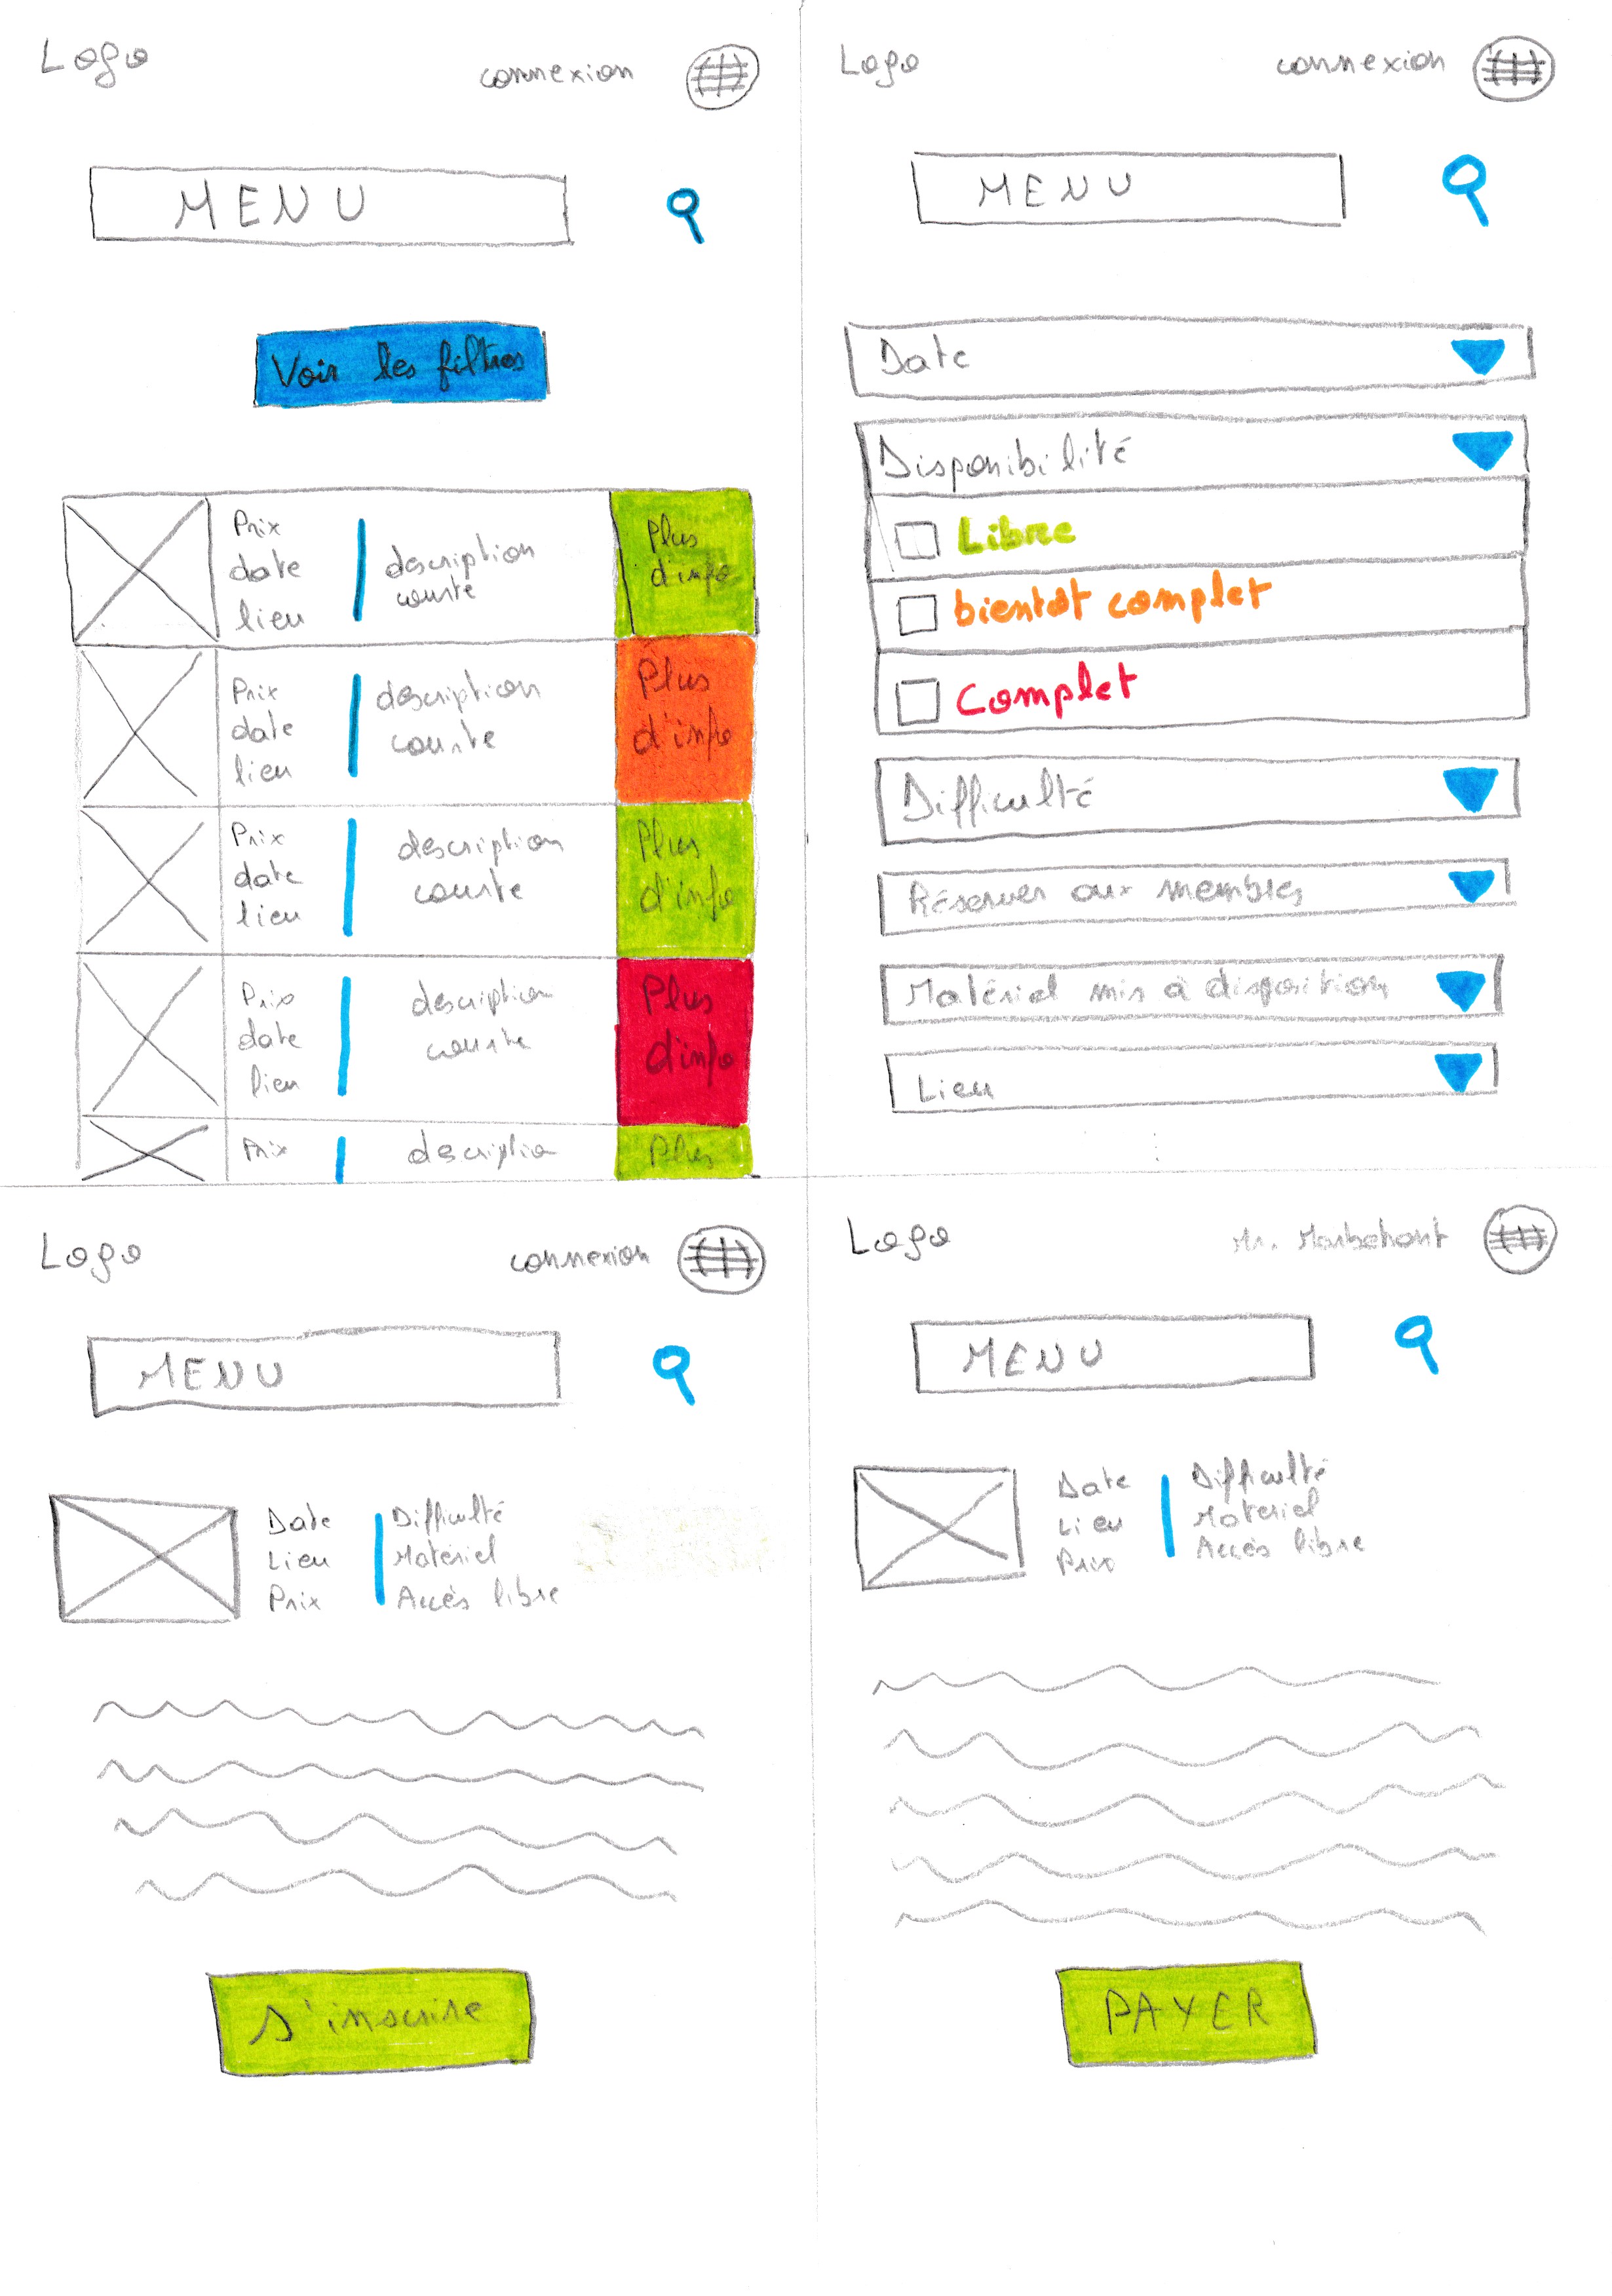 Logo
connexion
MENU
Voir les filtres
Prix
date
lieu
description
courte
Plus
d'info
Prix
date
lieu
description
courte
Plus
d'info
Prix
date
lieu
description
courte
Plus
d'info
Prix
date
lieu
description
courte
Plus
d'info
Prix
descriptio
Plus
Logo
connexion
MENU
Date
Disponibilité
Libre
bientot complet
Complet
Difficulté
Réserver aux membres
Matériel mis à disposition
Lieu
Logo
connexion
MENU
Date
Lieu
Prix
Difficulté
Matériel
Accès libre
S'inscrire
Logo
MENU
Date
Lieu
Prix
Difficulté
Matériel
Accès libre
PAYER